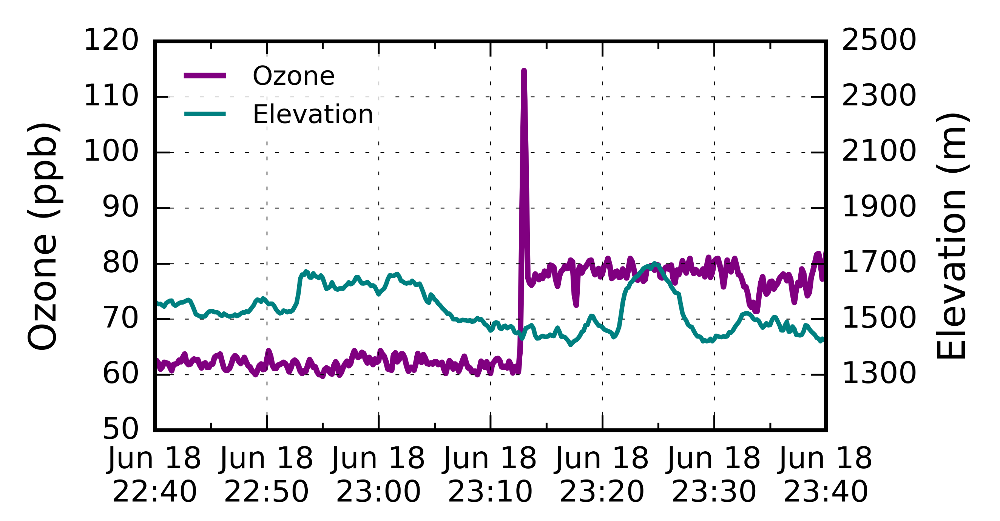 Ozone (ppb)
120
110
100
90
80
70
60
50
Ozone
Elevation
2500
2300
2100
1900
1700
1500
1300
Elevation (m)
Jun 18 Jun 18 Jun 18 Jun 18 Jun 18 Jun 18 Jun 18
22:40 22:50 23:00 23:10 23:20 23:30 23:40